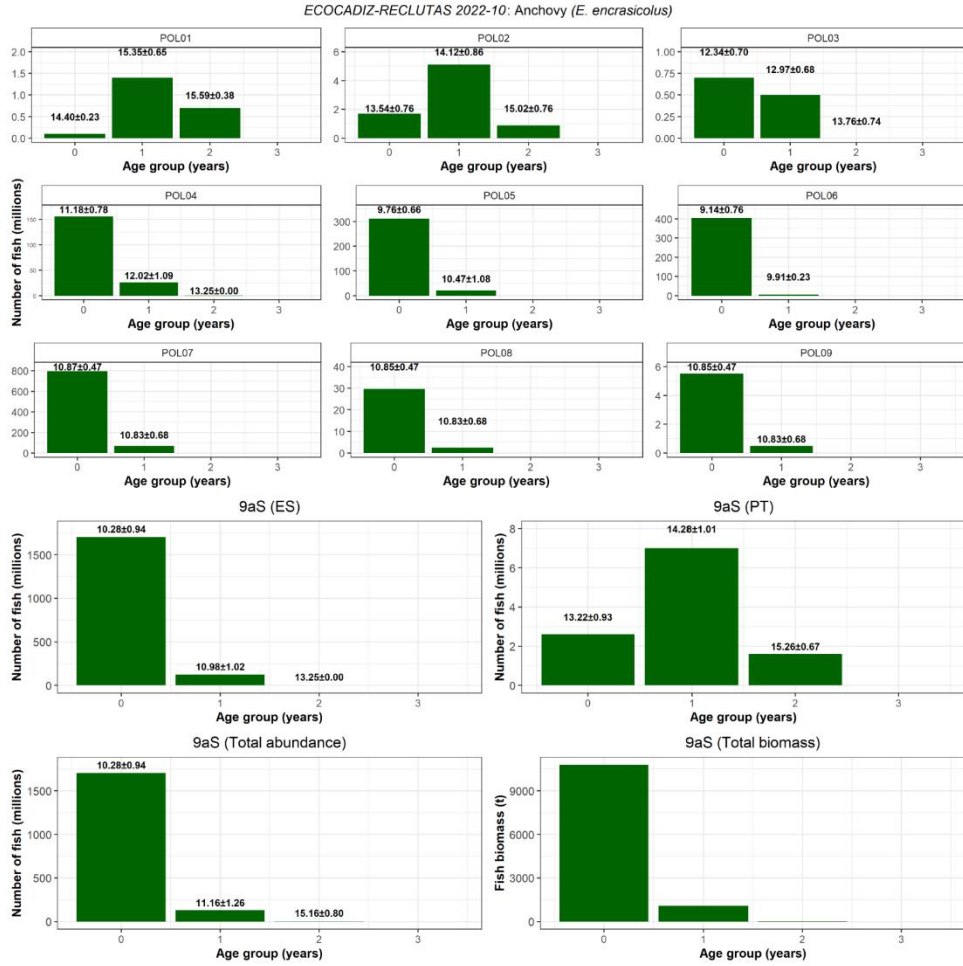 ECOCADIZ-RECLUTAS 2022-10: Anchovy (E. encrasicolus)
POL01 POL02 POL03
2.0 1.5 1.0 0.5 0.0
14.40±0.23 15.35±0.65 15.59±0.38
0 1 2 3
Age group (years)
6 4 2 0
13.54±0.76 14.12±0.86 15.02±0.76
0 1 2 3
Age group (years)
1.00 0.75 0.50 0.25 0.00
12.34±0.70 12.97±0.68 13.76±0.74
0 1 2 3
Age group (years)
Number of fish (millions)
POL04 POL05 POL06
150 100 50 0
11.18±0.78 12.02±1.09 13.25±0.00
0 1 2 3
Age group (years)
300 200 100 0
9.76±0.66 10.47±1.08
0 1 2 3
Age group (years)
400 300 200 100 0
9.14±0.76 9.91±0.23
0 1 2 3
Age group (years)
POL07 POL08 POL09
800 600 400 200 0
10.87±0.47 10.83±0.68
0 1 2 3
Age group (years)
40 30 20 10 0
10.85±0.47 10.83±0.68
0 1 2 3
Age group (years)
6 4 2 0
10.85±0.47 10.83±0.68
0 1 2 3
Age group (years)
9aS (ES)
Number of fish (millions)
1500 1000 500 0
10.28±0.94 10.98±1.02 13.25±0.00
0 1 2 3
Age group (years)
9aS (PT)
Number of fish (millions)
8 6 4 2 0
13.22±0.93 14.28±1.01 15.26±0.67
0 1 2 3
Age group (years)
9aS (Total abundance)
Number of fish (millions)
1500 1000 500 0
10.28±0.94 11.16±1.26 15.16±0.80
0 1 2 3
Age group (years)
9aS (Total biomass)
Fish biomass (t)
9000 6000 3000 0
0 1 2 3
Age group (years)